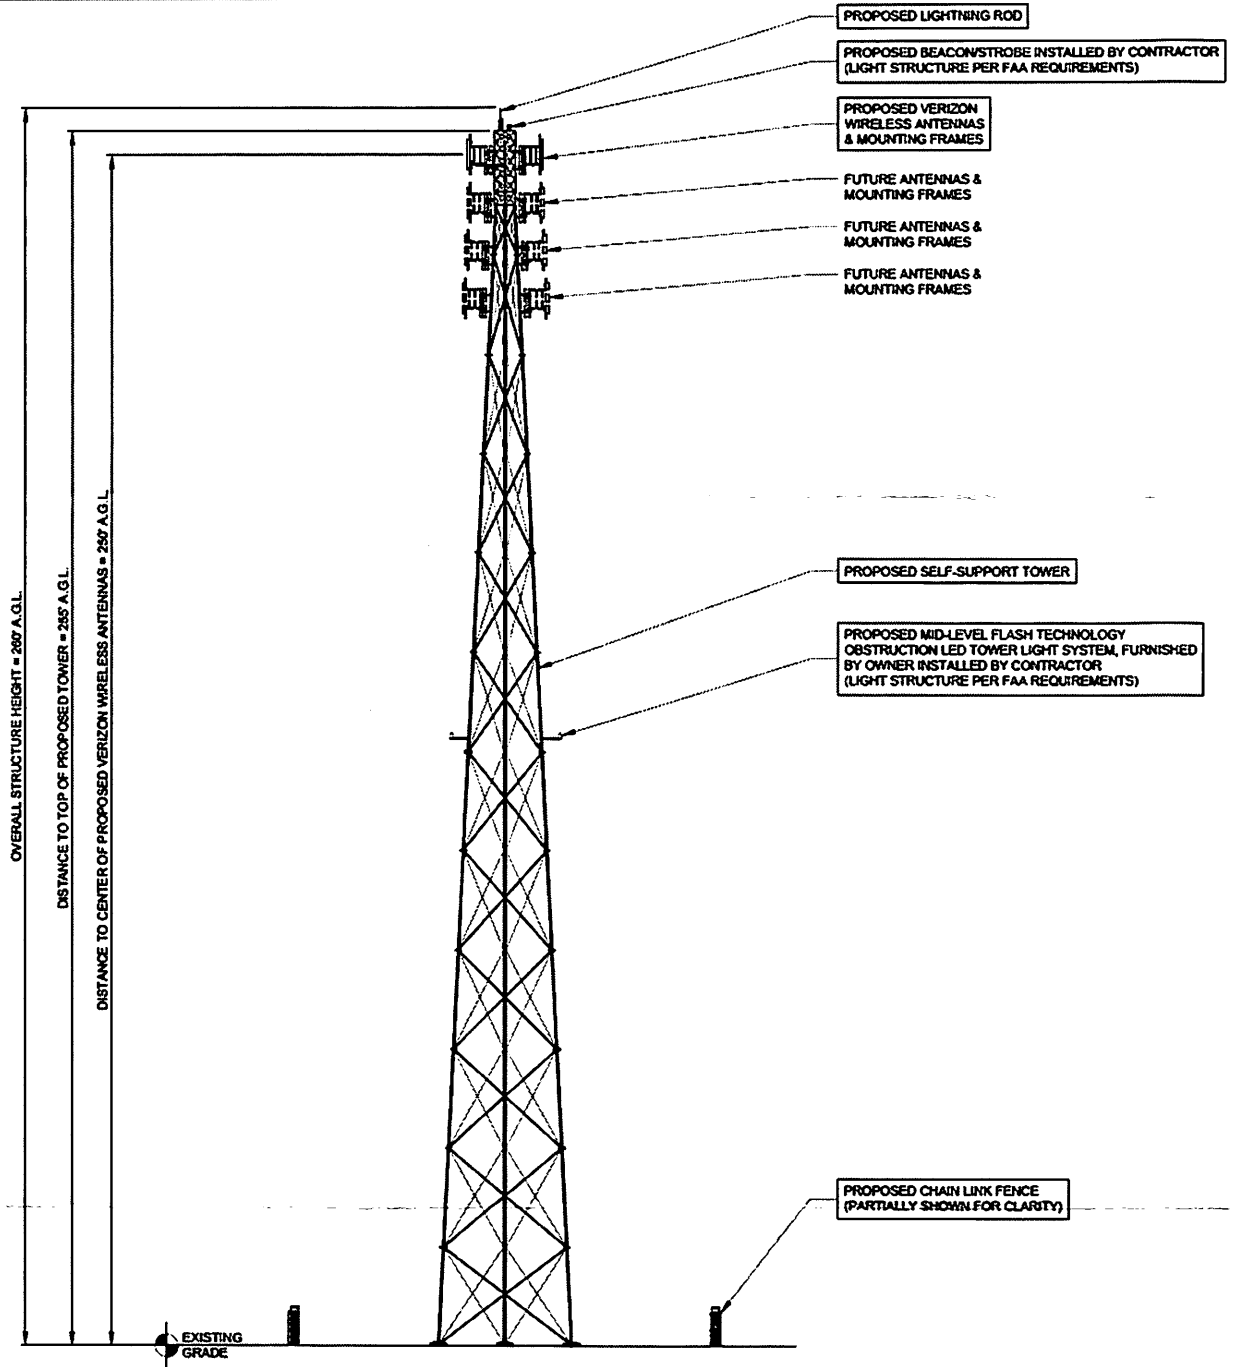 PROPOSED LIGHTNING ROD
PROPOSED BEACON/STROBE INSTALLED BY CONTRACTOR
(LIGHT STRUCTURE PER FAA REQUIREMENTS)
PROPOSED VERIZON
WIRELESS ANTENNAS
& MOUNTING FRAMES
FUTURE ANTENNAS &
MOUNTING FRAMES
FUTURE ANTENNAS &
MOUNTING FRAMES
FUTURE ANTENNAS &
MOUNTING FRAMES
OVERALL STRUCTURE HEIGHT = 260' A.G.L.
DISTANCE TO TOP OF PROPOSED TOWER = 255' A.G.L.
DISTANCE TO CENTER OF PROPOSED VERIZON WIRELESS ANTENNAS = 250' A.G.L.
PROPOSED SELF-SUPPORT TOWER
PROPOSED MID-LEVEL FLASH TECHNOLOGY
OBSTRUCTION LED TOWER LIGHT SYSTEM, FURNISHED
BY OWNER INSTALLED BY CONTRACTOR
(LIGHT STRUCTURE PER FAA REQUIREMENTS)
PROPOSED CHAIN LINK FENCE
(PARTIALLY SHOWN FOR CLARITY)
EXISTING
GRADE